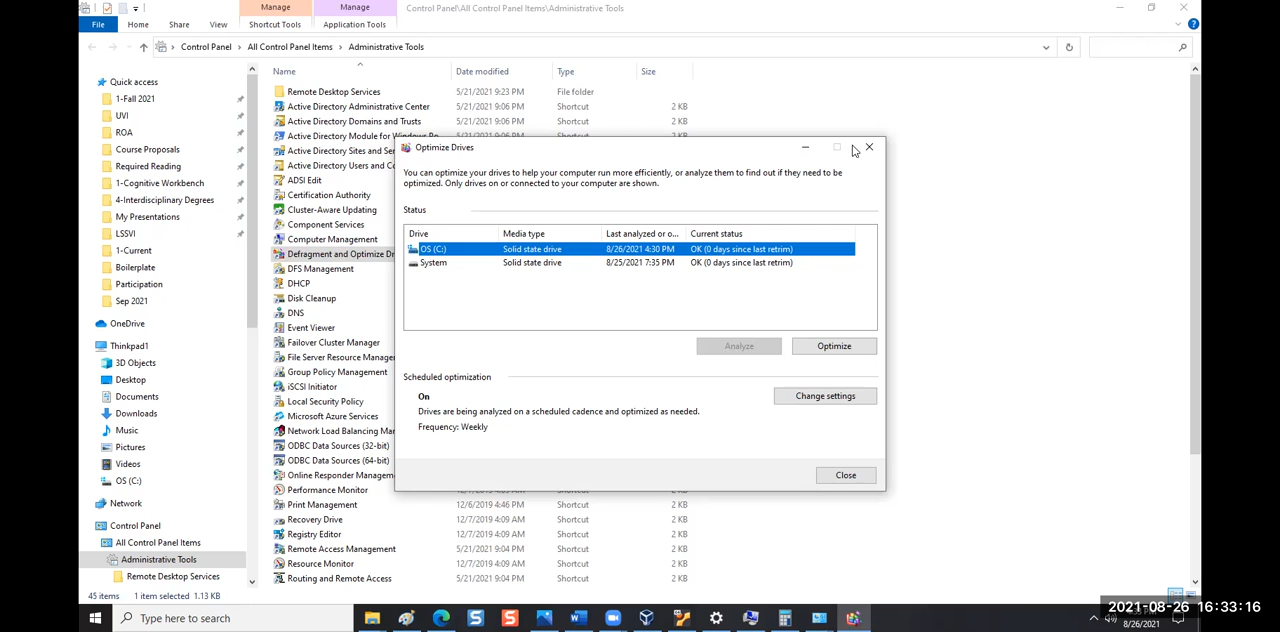 Manage
Manage
Control Panel\All Control Panel Items\Administrative Tools
File
Home
Share
View
Shortcut Tools
Application Tools
Control Panel
All Control Panel Items
Administrative Tools
Name
Date modified
Type
Size
Quick access
1-Fall 2021
UVI
ROA
Course Proposals
Required Reading
1-Cognitive Workbench
4-Interdisciplinary Degrees
My Presentations
LSSVI
1-Current
Boilerplate
Participation
Sep 2021
OneDrive
Thinkpad1
3D Objects
Desktop
Documents
Downloads
Music
Pictures
Videos
OS (C:)
Network
Control Panel
All Control Panel Items
Administrative Tools
Remote Desktop Services
Remote Desktop Services 5/21/2021 9:23 PM File folder
Active Directory Administrative Center 5/21/2021 9:06 PM Shortcut 2 KB
Active Directory Domains and Trusts 5/21/2021 9:06 PM Shortcut 2 KB
Active Directory Module for Windows Po 5/21/2021 9:06 PM Shortcut 2 KB
Active Directory Sites and Se
Active Directory Users and Co
ADSI Edit
Certification Authority
Cluster-Aware Updating
Component Services
Computer Management
Defragment and Optimize Dr
DFS Management
DHCP
Disk Cleanup
DNS
Event Viewer
Failover Cluster Manager
File Server Resource Manager
Group Policy Management
iSCSI Initiator
Local Security Policy
Microsoft Azure Services
Network Load Balancing Mar
ODBC Data Sources (32-bit)
ODBC Data Sources (64-bit)
Online Responder Managem
Performance Monitor Shortcut 2 KB
Print Management 12/6/2019 4:46 PM Shortcut 2 KB
Recovery Drive 12/7/2019 4:09 AM Shortcut 2 KB
Registry Editor 12/7/2019 4:09 AM Shortcut 2 KB
Remote Access Management 5/21/2021 9:04 PM Shortcut 2 KB
Resource Monitor 12/7/2019 4:09 AM Shortcut 2 KB
Routing and Remote Access 5/21/2021 9:04 PM Shortcut 2 KB
Optimize Drives
You can optimize your drives to help your computer run more efficiently, or analyze them to find out if they need to be
optimized. Only drives on or connected to your computer are shown.
Status
Drive Media type Last analyzed or o... Current status
OS (C:) Solid state drive 8/26/2021 4:30 PM OK (0 days since last retrim)
System Solid state drive 8/25/2021 7:35 PM OK (0 days since last retrim)
Analyze
Optimize
Scheduled optimization
On
Change settings
Drives are being analyzed on a scheduled cadence and optimized as needed.
Frequency: Weekly
Close
45 items 1 item selected 1.13 KB
Type here to search
2021-08-26 16:33:16
8/26/2021